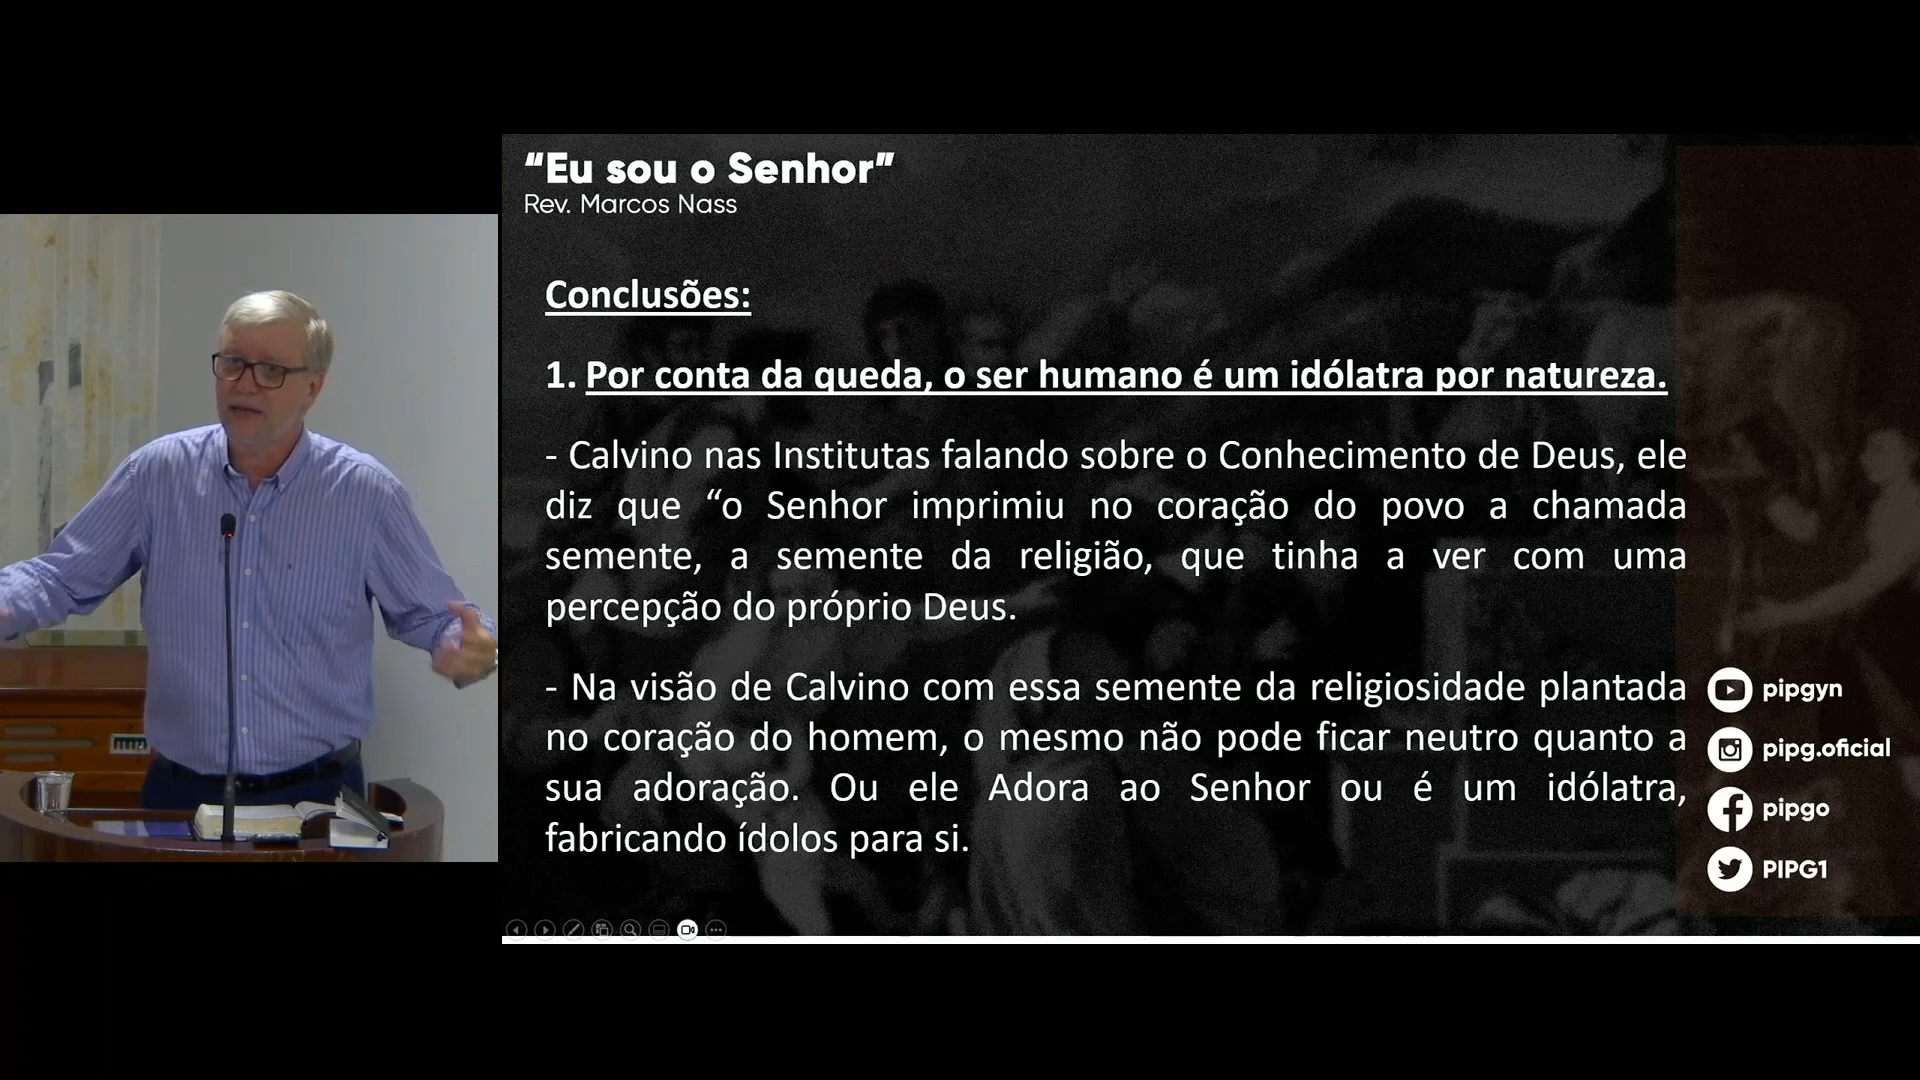 “Eu sou o Senhor”
Rev. Marcos Nass
Conclusões:
1. Por conta da queda, o ser humano é um idólatra por natureza.
- Calvino nas Institutas falando sobre o Conhecimento de Deus, ele
diz que “o Senhor imprimiu no coração do povo a chamada
semente, a semente da religião, que tinha a ver com uma
percepção do próprio Deus.
- Na visão de Calvino com essa semente da religiosidade plantada
no coração do homem, o mesmo não pode ficar neutro quanto a
sua adoração. Ou ele Adora ao Senhor ou é um idólatra,
fabricando ídolos para si.
pipgyn
pipg.oficial
pipgo
PIPG1